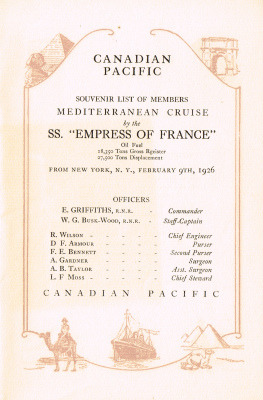 CANADIAN
PACIFIC
SOUVENIR LIST OF MEMBERS
MEDITERRANEAN CRUISE
by the
SS. "EMPRESS OF FRANCE"
Oil Fuel
18,350 Tons Gross Register
27,500 Tons Displacement
FROM NEW YORK, N. Y., FEBRUARY 9TH, 1926
OFFICERS
E. GRIFFITHS, R.N.R. - Commander
W. G. BUSK-WOOD, R.N.R. - Staff-Captain
R. WILSON - - - - - Chief Engineer
D F. ARMOUR - - - - - Purser
F. E. BENNETT - - - - - Second Purser
A. GARDNER - - - - - Surgeon
A. B. TAYLOR - - - - - Asst. Surgeon
L. F MOSS - - - - - Chief Steward
CANADIAN PACIFIC